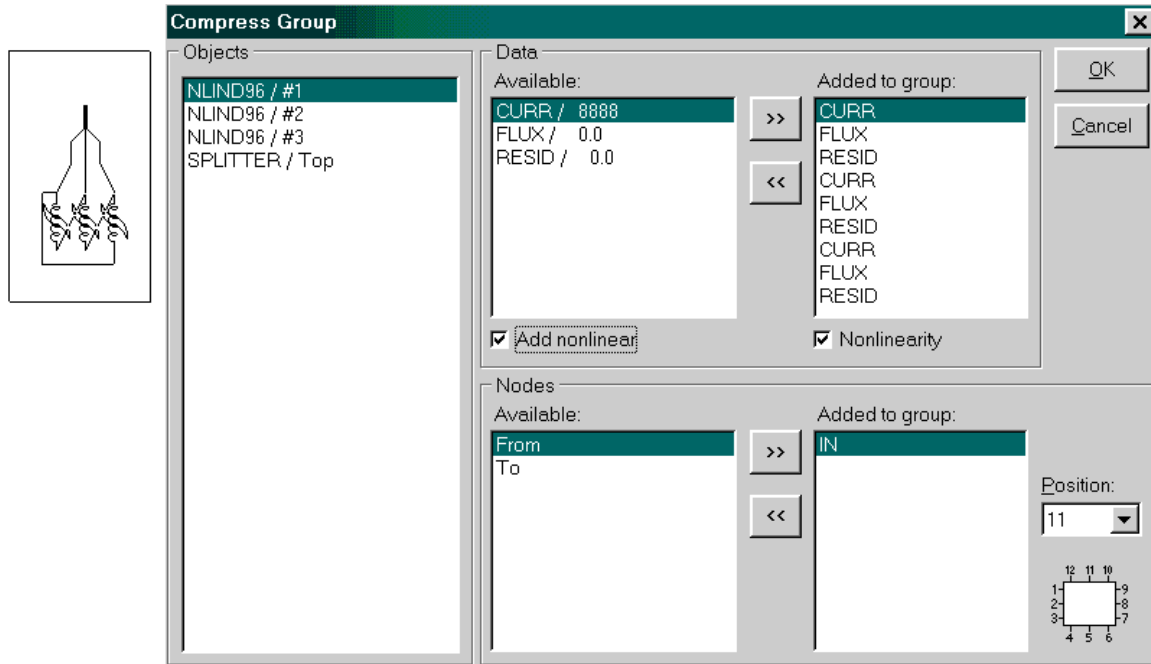 Compress Group
Objects
NLIND96 / #1
NLIND96 / #2
NLIND96 / #3
SPLITTER / Top
Data
Available:
CURR / 8888
FLUX / 0.0
RESID / 0.0
>>
<<
Added to group:
CURR
FLUX
RESID
CURR
FLUX
RESID
CURR
FLUX
RESID
Add nonlinear
Nonlinearity
OK
Cancel
Nodes
Available:
From
To
>>
<<
Added to group:
IN
Position:
11
12 11 10
1 9
2 8
3 7
4 5 6